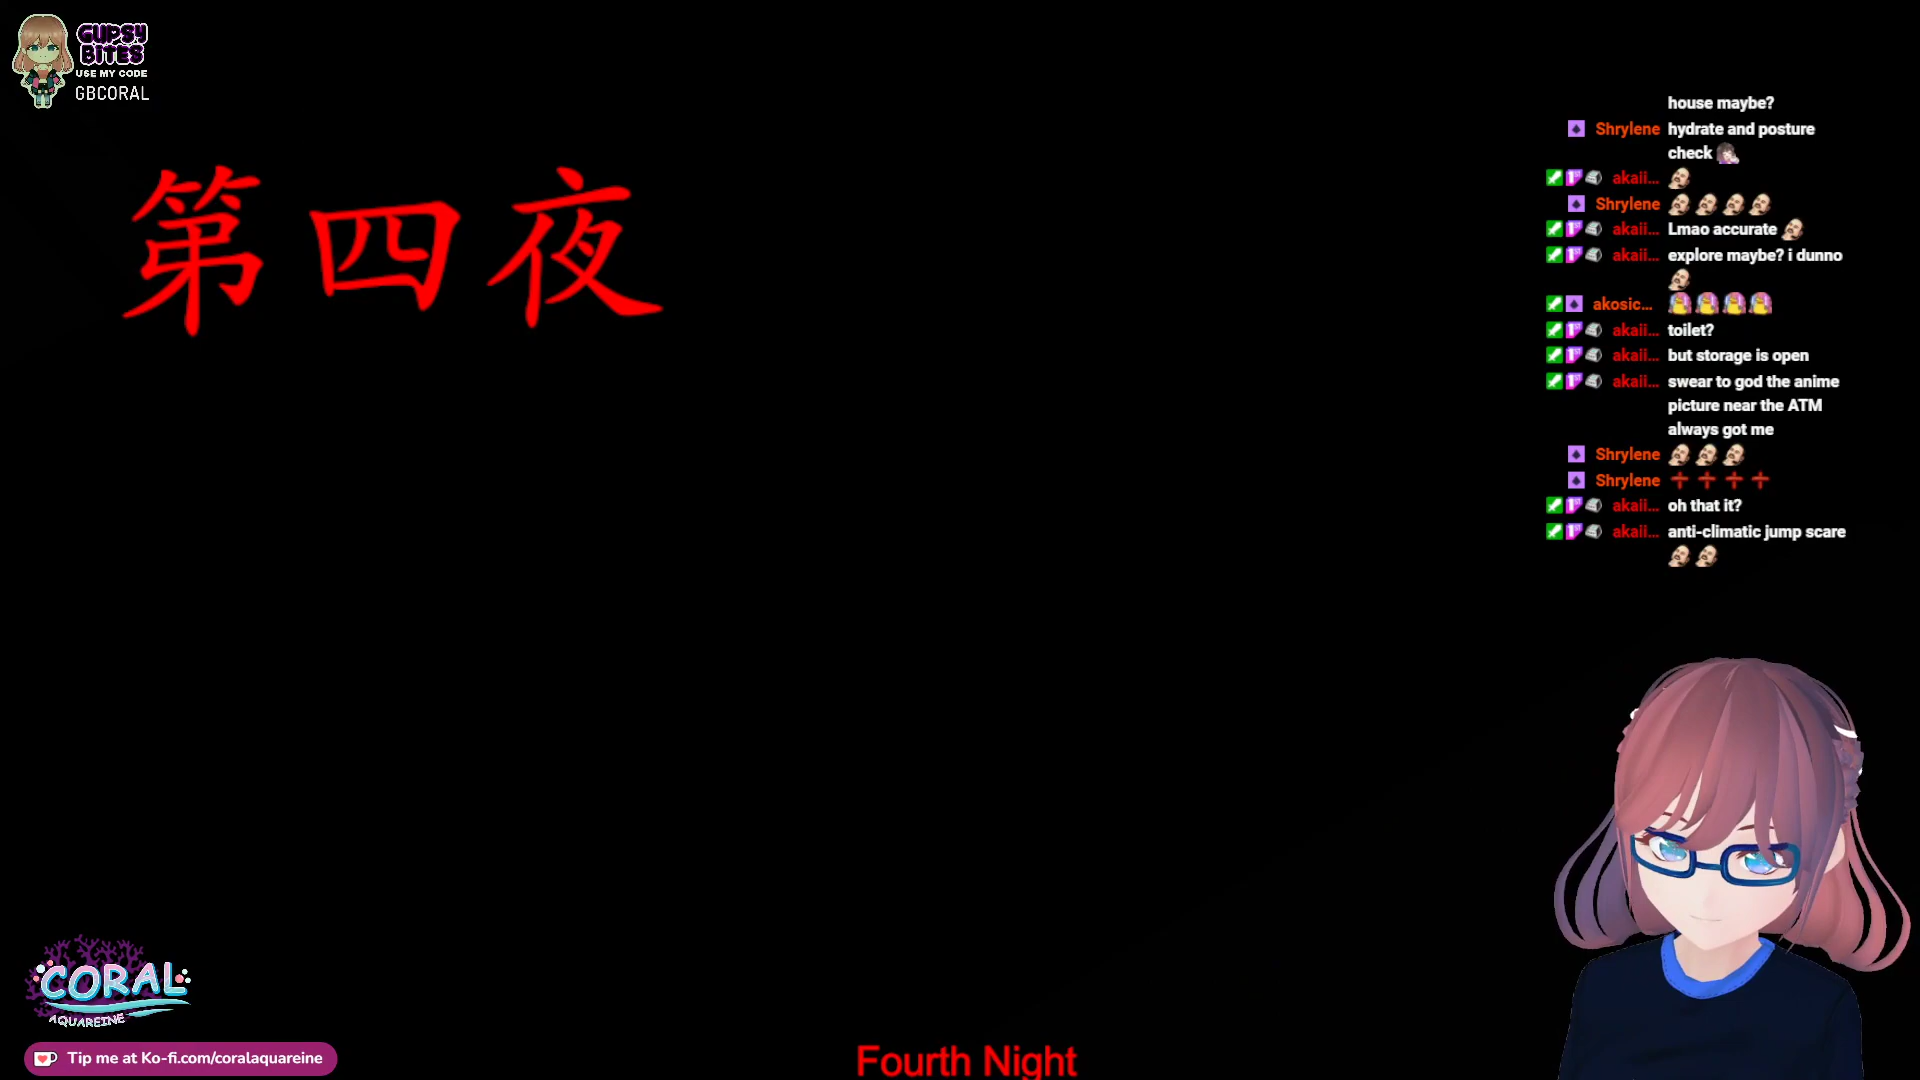 GUPSY
BITES
USE MY CODE
GBCORAL
第四夜
house maybe?
Shrylene hydrate and posture
check
akaii...
Shrylene
akaii... Lmao accurate
akaii... explore maybe? i dunno
akosic...
akaii... toilet?
akaii... but storage is open
akaii... swear to god the anime
picture near the ATM
always got me
Shrylene
Shrylene
akaii... oh that it?
akaii... anti-climatic jump scare
CORAL
AQUAREINE
Tip me at Ko-fi.com/coralaquareine
Fourth Night